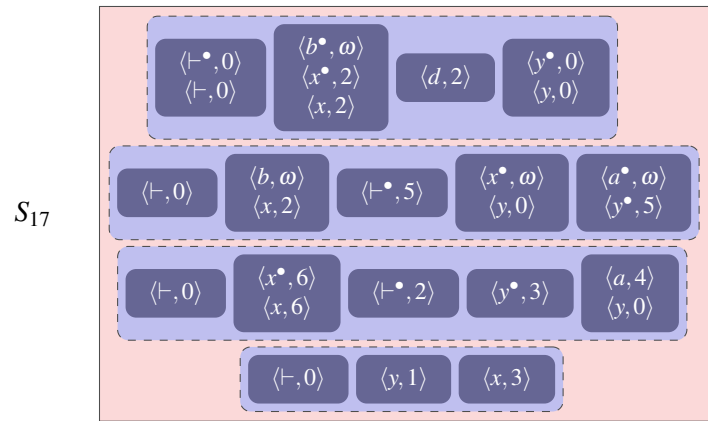 ⟨⊢•,0⟩ ⟨b•,ω⟩ ⟨d,2⟩ ⟨y•,0⟩
⟨⊢,0⟩ ⟨x•,2⟩ ⟨y,0⟩
⟨x,2⟩
S₁₇
⟨⊢,0⟩ ⟨b,ω⟩ ⟨⊢•,5⟩ ⟨x•,ω⟩ ⟨a•,ω⟩
⟨x,2⟩ ⟨y,0⟩ ⟨y•,5⟩
⟨⊢,0⟩ ⟨x•,6⟩ ⟨⊢•,2⟩ ⟨y•,3⟩ ⟨a,4⟩
⟨x,6⟩ ⟨y,0⟩
⟨⊢,0⟩ ⟨y,1⟩ ⟨x,3⟩